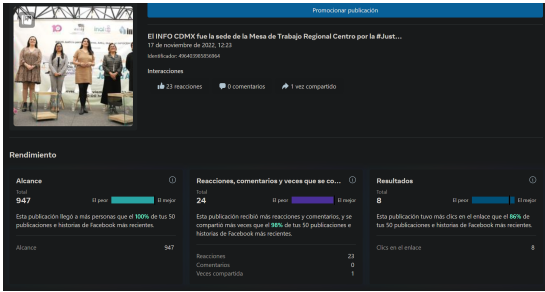 Promocionar publicación
El INFO CDMX fue la sede de la Mesa de Trabajo Regional Centro por la #Just...
17 de noviembre de 2022, 12:23
Identificador: 496403985856864
Interacciones
23 reacciones
0 comentarios
1 vez compartido
Rendimiento
Alcance
Total
947
El peor
El mejor
Esta publicación llegó a más personas que el 100% de tus 50
publicaciones e historias de Facebook más recientes.
Alcance
947
Reacciones, comentarios y veces que se co...
Total
24
El peor
El mejor
Esta publicación recibió más reacciones y comentarios, y se
compartió más veces que el 98% de tus 50 publicaciones e
historias de Facebook más recientes.
Reacciones
23
Comentarios
0
Veces compartida
1
Resultados
Total
8
El peor
El mejor
Esta publicación tuvo más clics en el enlace que el 86% de
tus 50 publicaciones e historias de Facebook más recientes.
Clics en el enlace
8